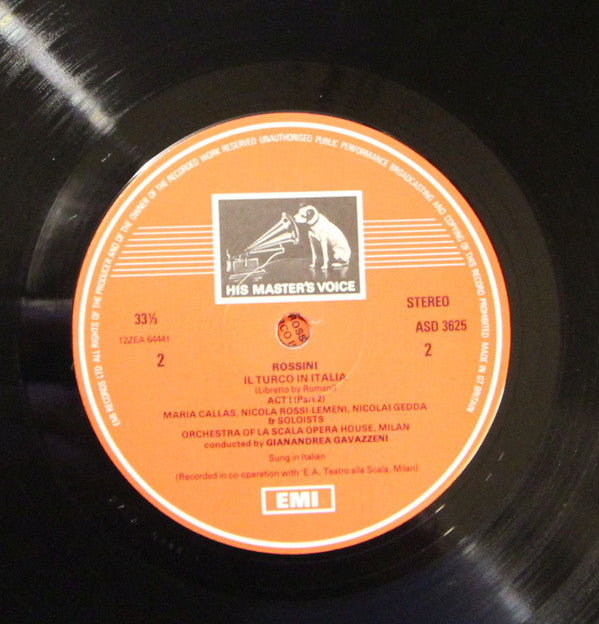 EMI RECORDS LTD ALL RIGHTS OF THE PRODUCER AND OF THE OWNER OF THE RECORDED WORK RESERVED UNAUTHORISED PUBLIC PERFORMANCE BROADCASTING AND COPYING OF THIS RECORD PROHIBITED MADE IN GT BRITAIN
HIS MASTER'S VOICE
33⅓
STEREO
12ZEA 64441
ASD 3625
2
2
ROSS
ROSSINI
IL TURCO IN ITALIA
(Libretto by Romani)
ACT I (Part 2)
MARIA CALLAS, NICOLA ROSSI-LEMENI, NICOLAI GEDDA
& SOLOISTS
ORCHESTRA OF LA SCALA OPERA HOUSE, MILAN
conducted by GIANANDREA GAVAZZENI
Sung in Italian
(Recorded in co-operation with 'E.A. Teatro alla Scala, Milan)
EMI